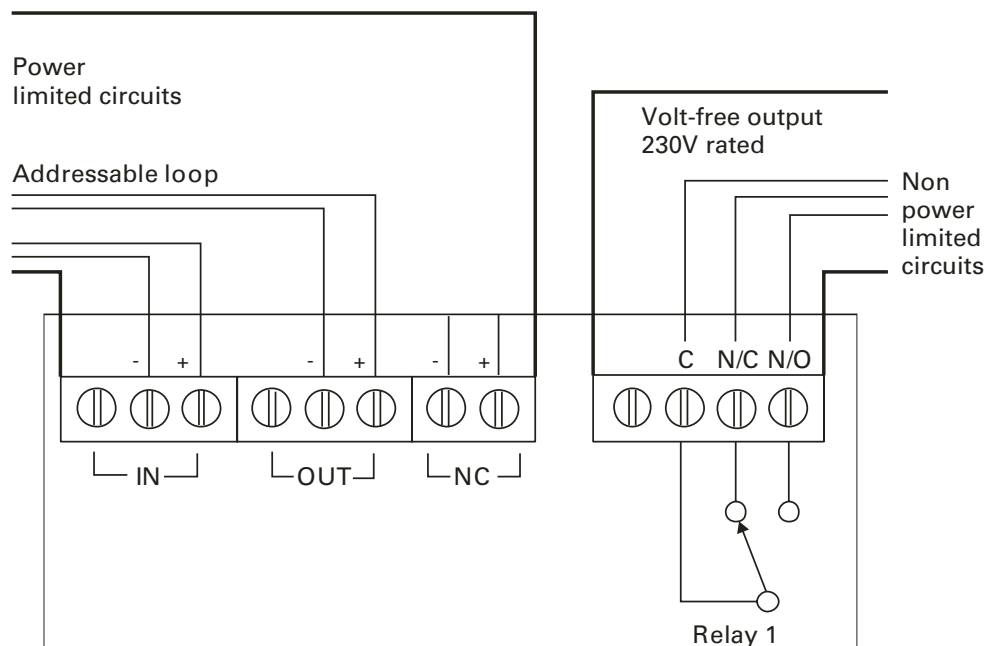 Power
limited circuits
Addressable loop
Volt-free output
230V rated
Non
power
limited
circuits
- + - + - + C N/C N/O
IN OUT NC
Relay 1